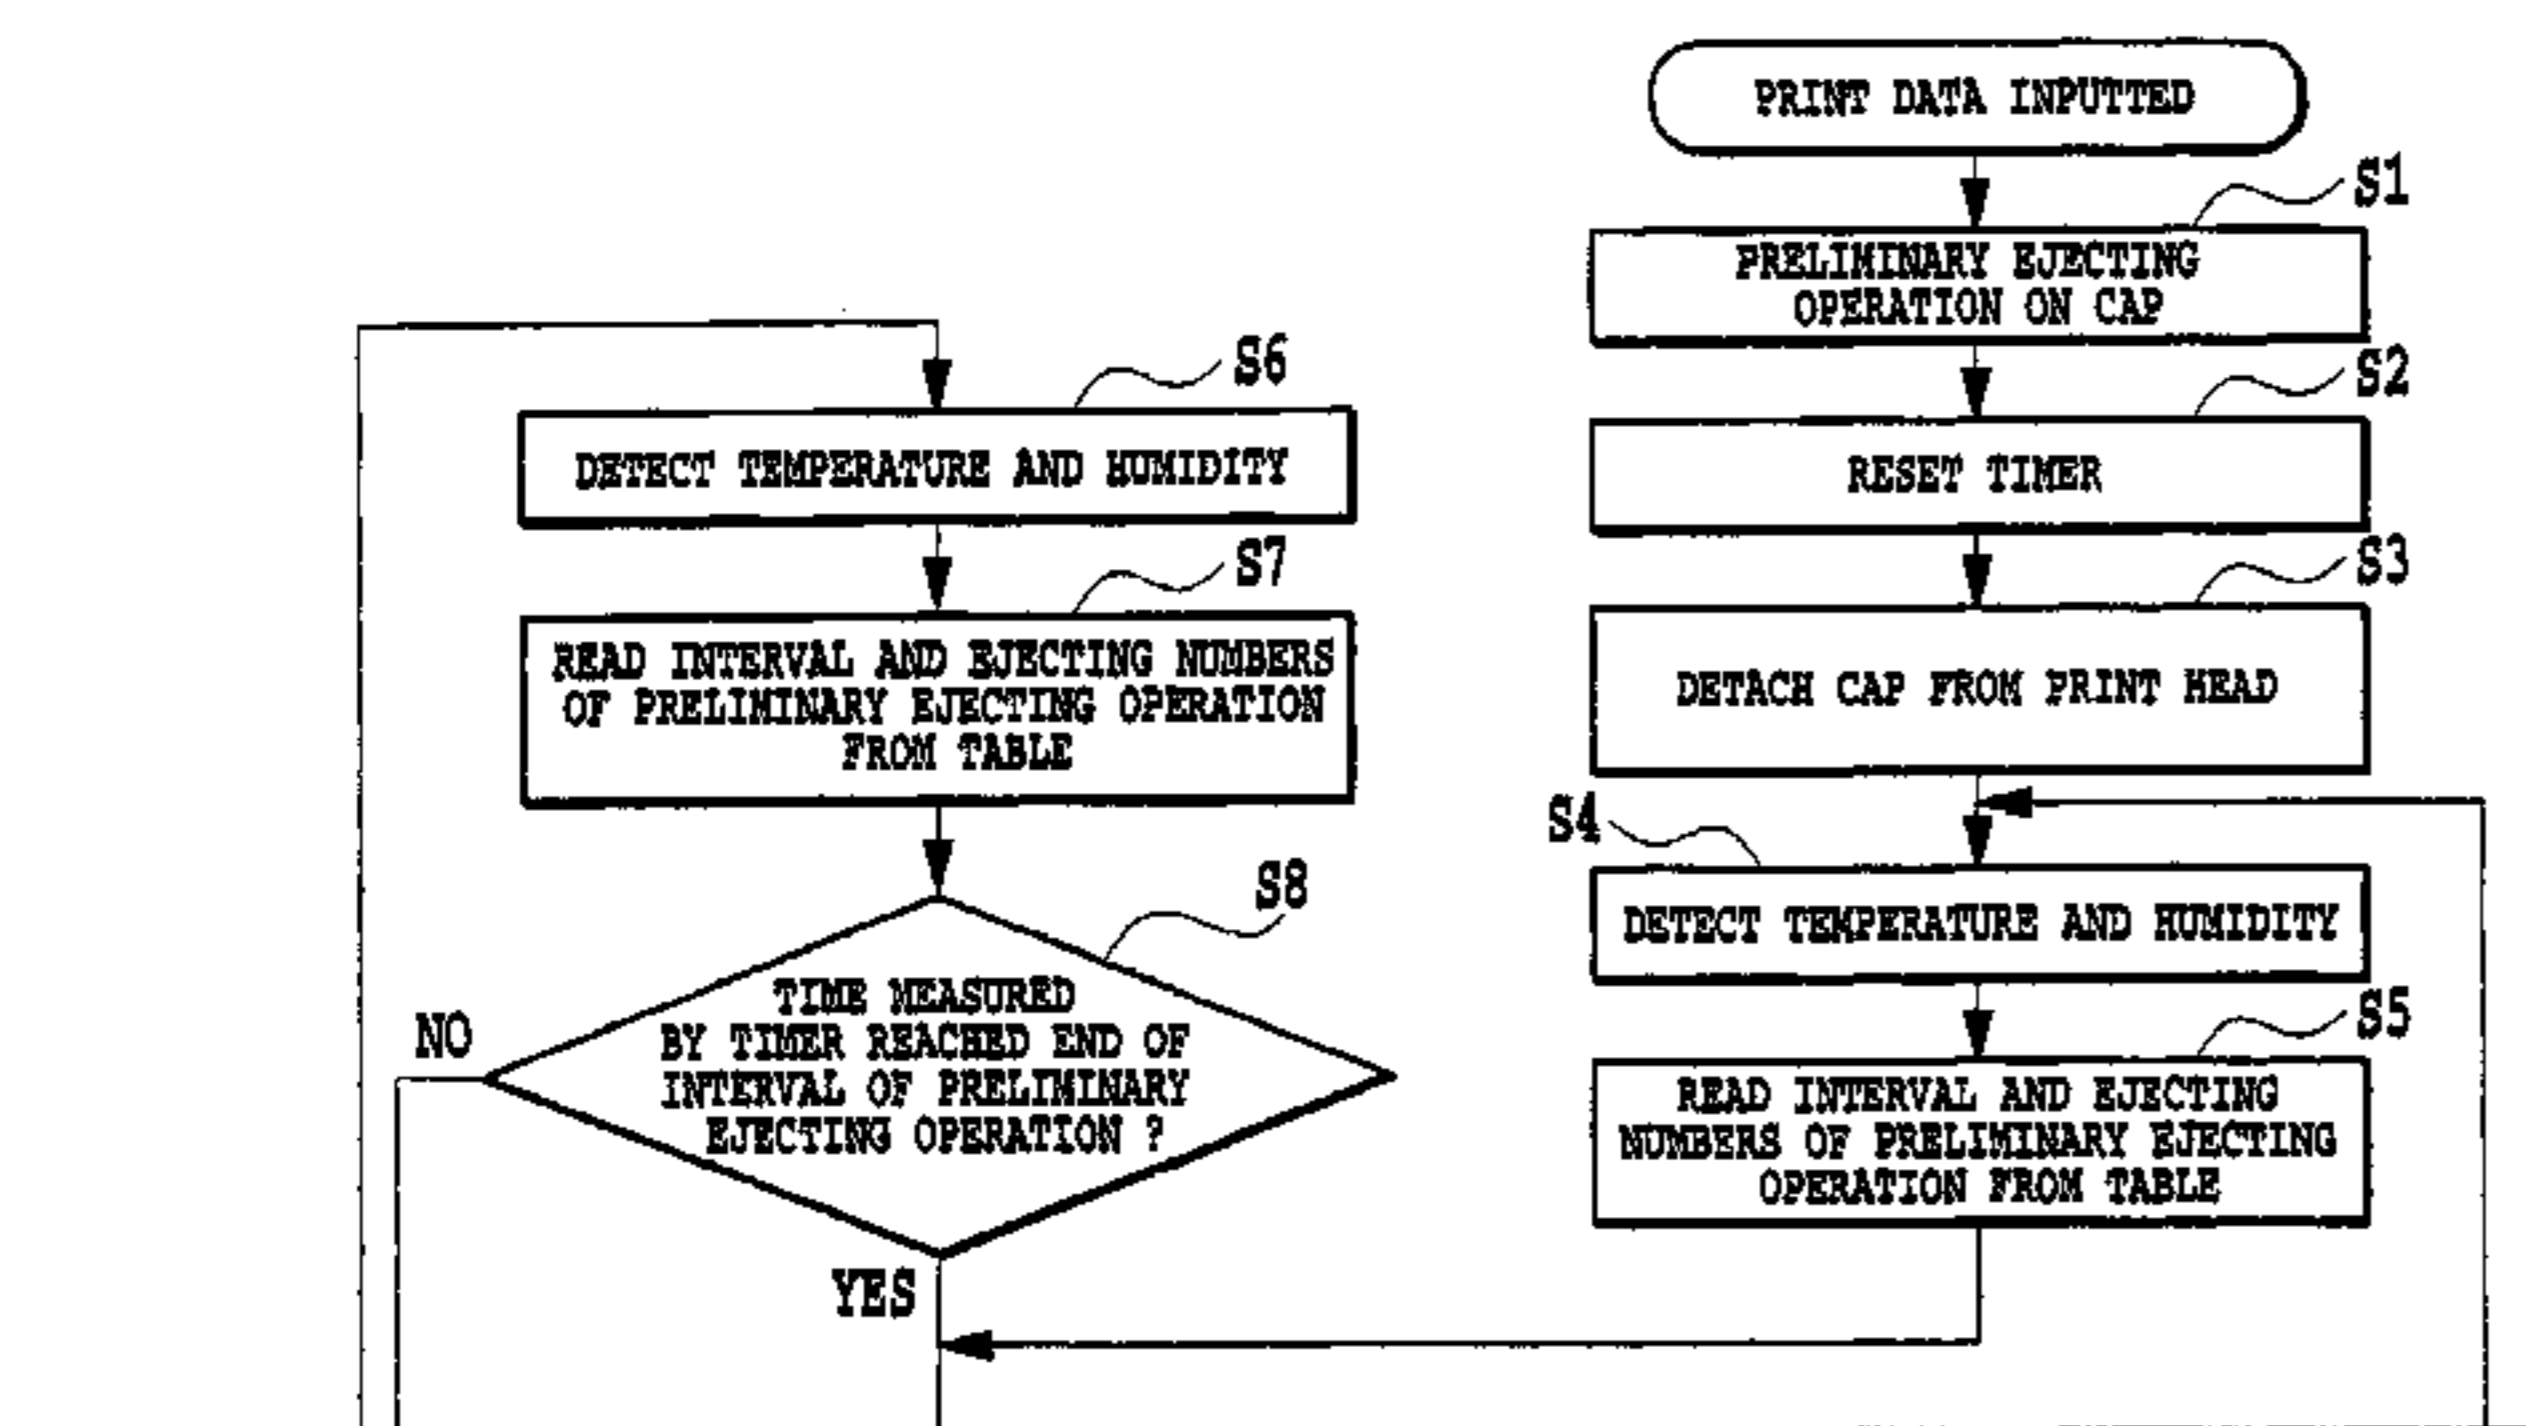 PRINT DATA INPUTTED
S1
PRELIMINARY EJECTING
OPERATION ON CAP
S2
RESET TIMER
S3
DETACH CAP FROM PRINT HEAD
S4
DETECT TEMPERATURE AND HUMIDITY
S5
READ INTERVAL AND EJECTING
NUMBERS OF PRELIMINARY EJECTING
OPERATION FROM TABLE
S6
DETECT TEMPERATURE AND HUMIDITY
S7
READ INTERVAL AND EJECTING NUMBERS
OF PRELIMINARY EJECTING OPERATION
FROM TABLE
S8
TIME MEASURED
BY TIMER REACHED END OF
INTERVAL OF PRELIMINARY
EJECTING OPERATION ?
NO
YES